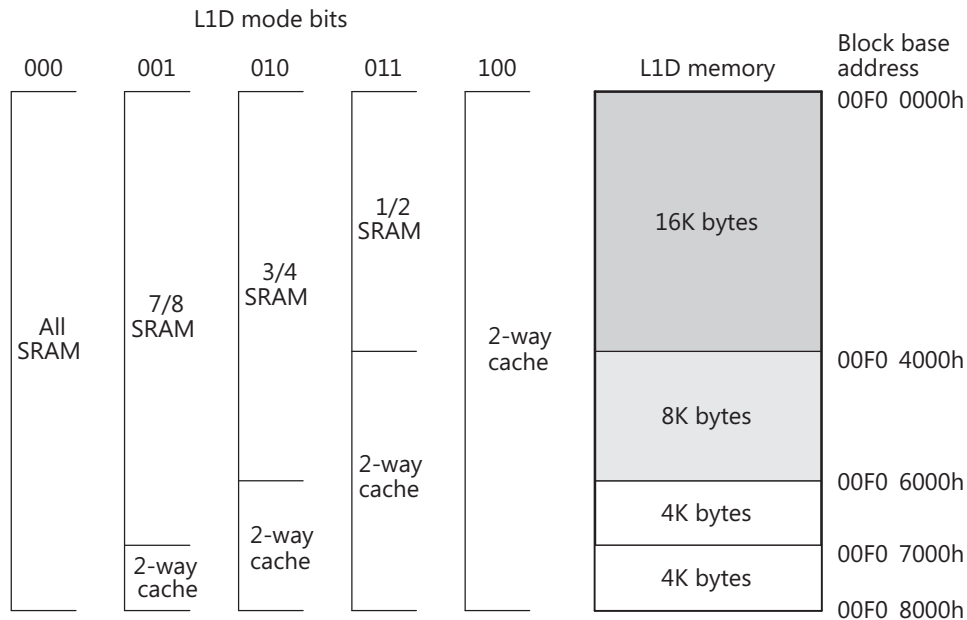 L1D mode bits
000 001 010 011 100 L1D memory Block base
address
00F0 0000h
All
SRAM
7/8
SRAM
2-way
cache
3/4
SRAM
2-way
cache
1/2
SRAM
2-way
cache
2-way
cache
16K bytes
00F0 4000h
8K bytes
00F0 6000h
4K bytes
00F0 7000h
4K bytes
00F0 8000h